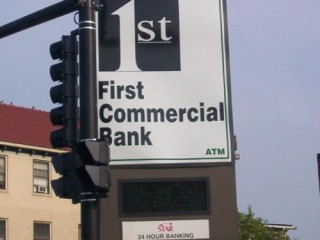 1st
First
Commercial
Bank
ATM
STAR
24 HOUR BANKING